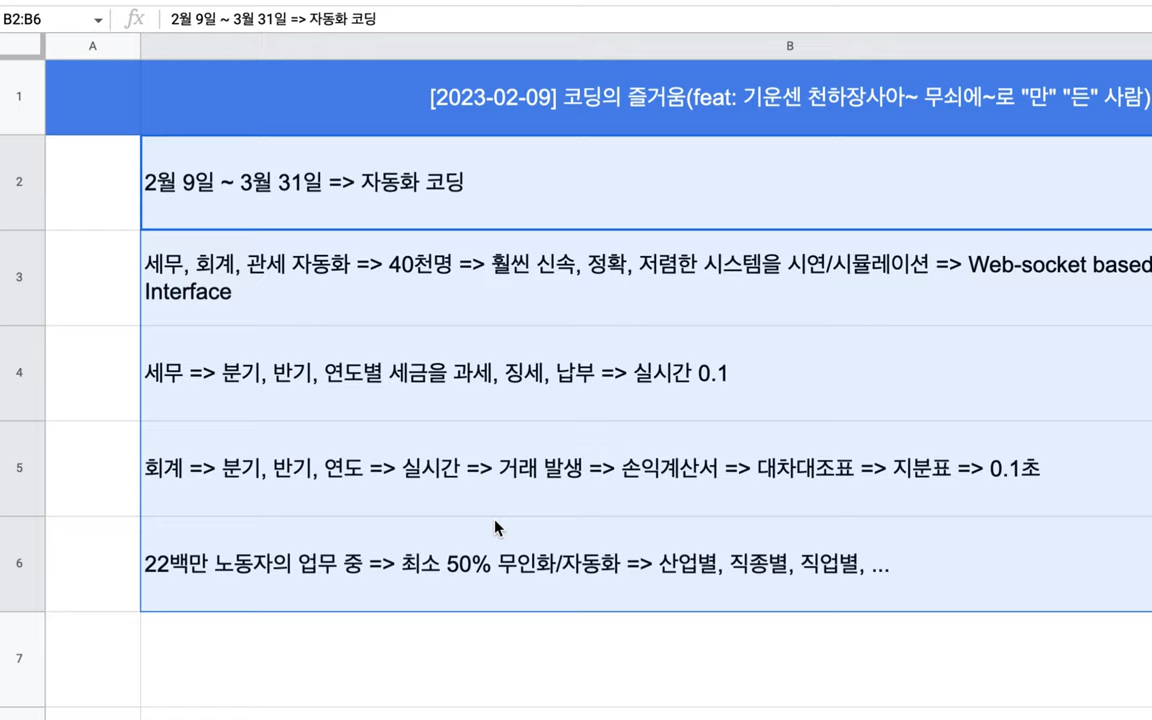 B2:B6
fx
2월 9일 ~ 3월 31일 => 자동화 코딩
A
B
1
[2023-02-09] 코딩의 즐거움(feat: 기운센 천하장사아~ 무쇠에~로 "만" "든" 사람)
2
2월 9일 ~ 3월 31일 => 자동화 코딩
3
세무, 회계, 관세 자동화 => 40천명 => 훨씬 신속, 정확, 저렴한 시스템을 시연/시뮬레이션 => Web-socket based
Interface
4
세무 => 분기, 반기, 연도별 세금을 과세, 징세, 납부 => 실시간 0.1
5
회계 => 분기, 반기, 연도 => 실시간 => 거래 발생 => 손익계산서 => 대차대조표 => 지분표 => 0.1초
6
22백만 노동자의 업무 중 => 최소 50% 무인화/자동화 => 산업별, 직종별, 직업별, ...
7